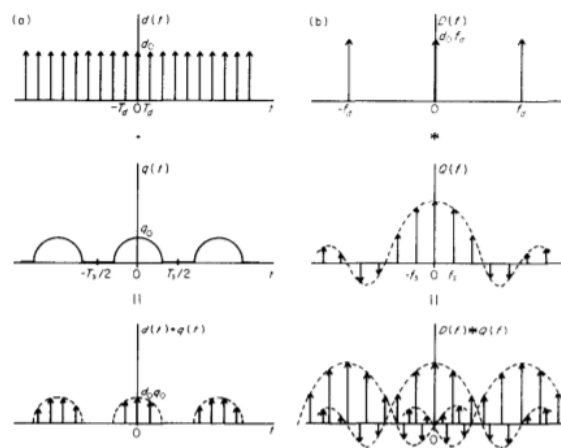 (a)
d(t)
d₀
-T_d 0 T_d
t
•
q(t)
q₀
-T_s/2 0 T_s/2
t
=
d(t)•q(t)
d₀q₀
0
t
(b)
D(f)
d₀f_d
-f_d 0 f_d
*
Q(f)
-f_s 0 f_s
=
D(f)*Q(f)
0